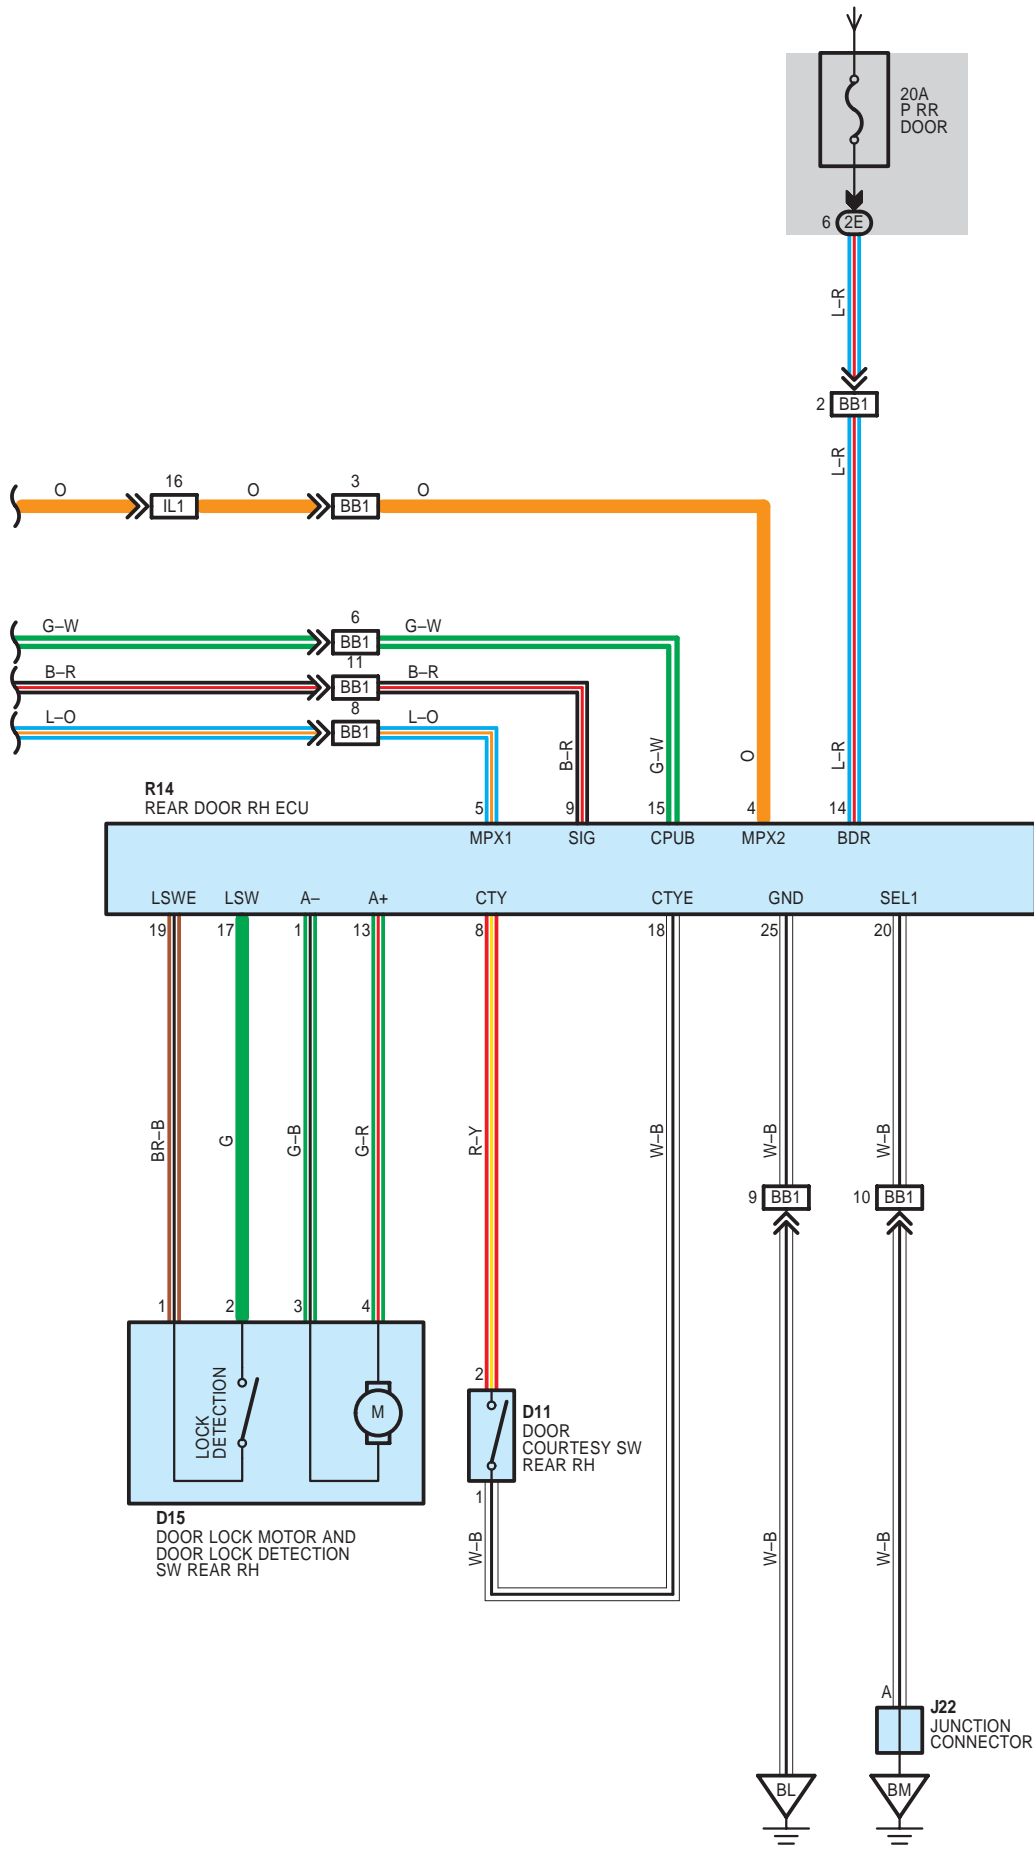 20A
P RR
DOOR
6 2E
L–R
2 BB1
L–R
16 3
O O O
IL1 BB1
6
G–W G–W
BB1
11
B–R B–R
BB1
8
L–O L–O
BB1
B–R G–W O L–R
R14
REAR DOOR RH ECU
5 9 15 4 14
MPX1 SIG CPUB MPX2 BDR
LSWE LSW A– A+ CTY CTYE GND SEL1
19 17 1 13 8 18 25 20
BR–B G G–B G–R R–Y W–B W–B W–B
9 BB1 10 BB1
1 2 3 4
LOCK
DETECTION
M
2
D11
DOOR
COURTESY SW
REAR RH
1
D15
DOOR LOCK MOTOR AND
DOOR LOCK DETECTION
SW REAR RH
W–B W–B W–B
A
J22
JUNCTION
CONNECTOR
BL BM